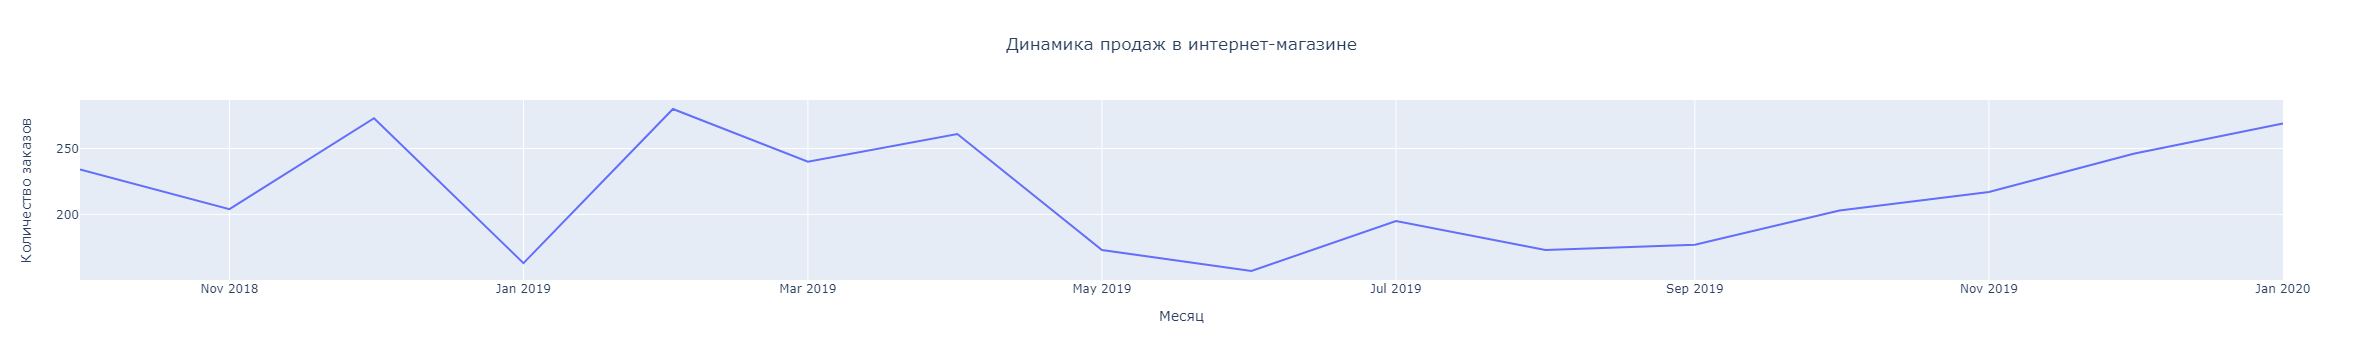 Динамика продаж в интернет-магазине
Количество заказов
250
200
Nov 2018
Jan 2019
Mar 2019
May 2019
Jul 2019
Sep 2019
Nov 2019
Jan 2020
Месяц